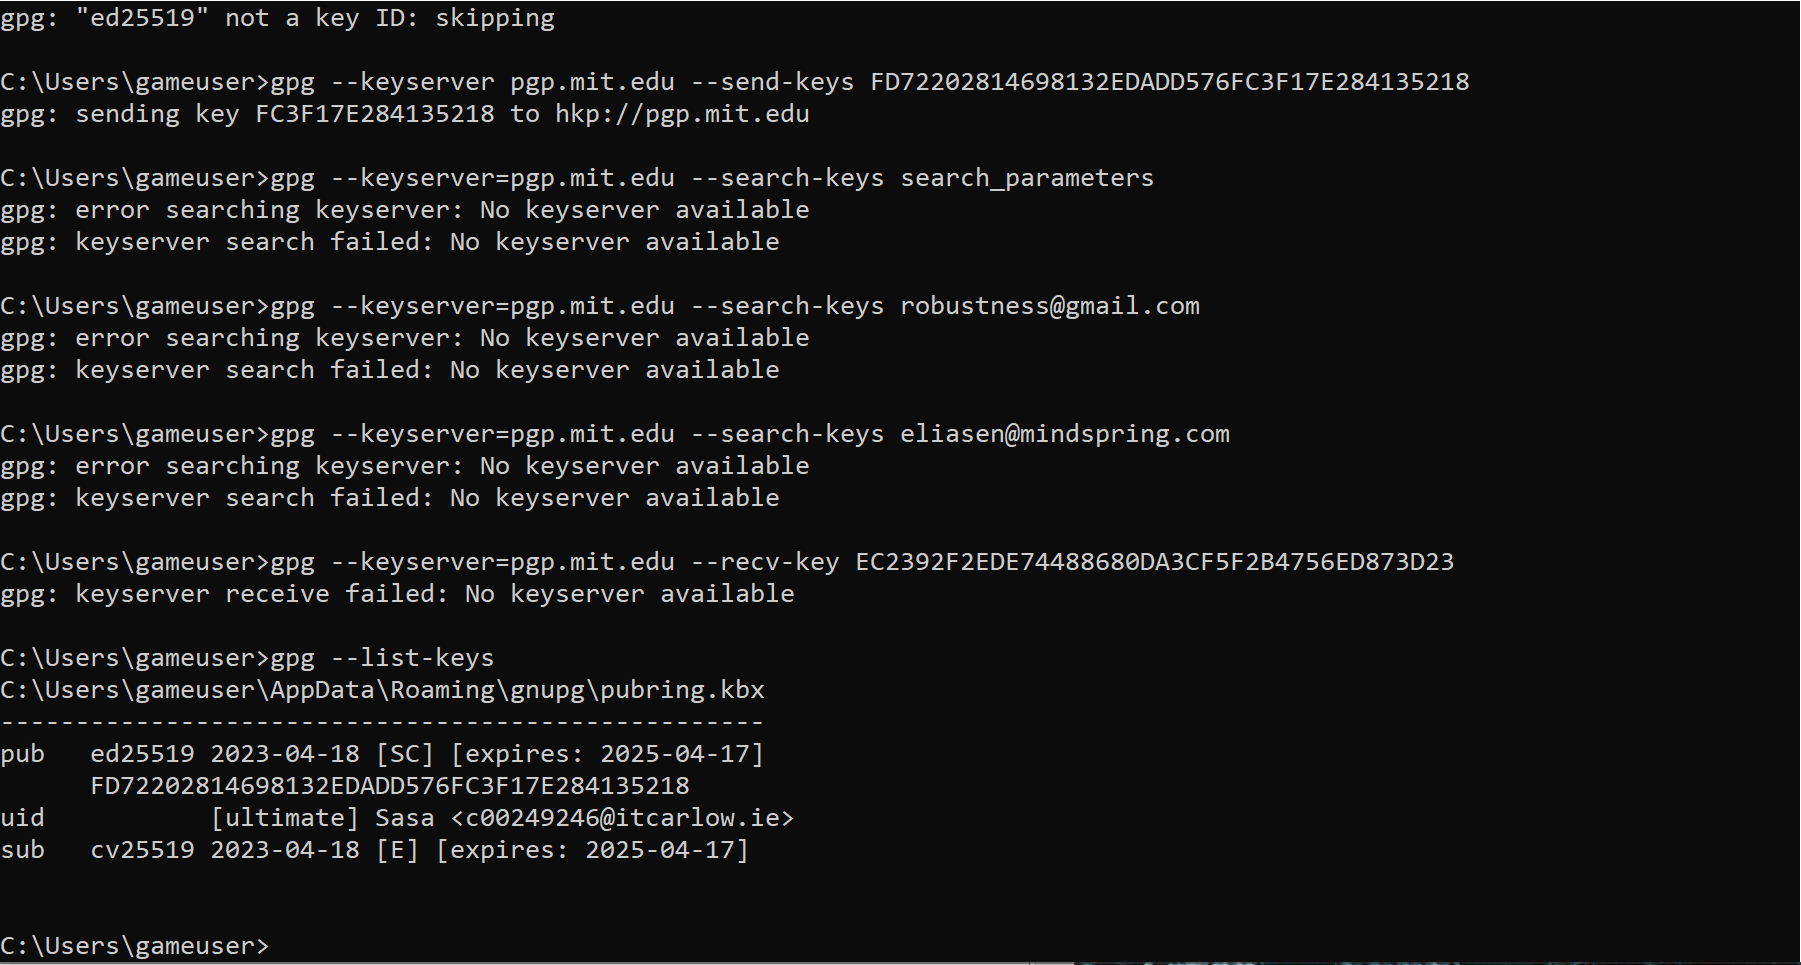 gpg: "ed25519" not a key ID: skipping
C:\Users\gameuser>gpg --keyserver pgp.mit.edu --send-keys FD72202814698132EDADD576FC3F17E284135218
gpg: sending key FC3F17E284135218 to hkp://pgp.mit.edu
C:\Users\gameuser>gpg --keyserver=pgp.mit.edu --search-keys search_parameters
gpg: error searching keyserver: No keyserver available
gpg: keyserver search failed: No keyserver available
C:\Users\gameuser>gpg --keyserver=pgp.mit.edu --search-keys robustness@gmail.com
gpg: error searching keyserver: No keyserver available
gpg: keyserver search failed: No keyserver available
C:\Users\gameuser>gpg --keyserver=pgp.mit.edu --search-keys eliasen@mindspring.com
gpg: error searching keyserver: No keyserver available
gpg: keyserver search failed: No keyserver available
C:\Users\gameuser>gpg --keyserver=pgp.mit.edu --recv-key EC2392F2EDE74488680DA3CF5F2B4756ED873D23
gpg: keyserver receive failed: No keyserver available
C:\Users\gameuser>gpg --list-keys
C:\Users\gameuser\AppData\Roaming\gnupg\pubring.kbx
---------------------------------------------------
pub   ed25519 2023-04-18 [SC] [expires: 2025-04-17]
      FD72202814698132EDADD576FC3F17E284135218
uid           [ultimate] Sasa <c00249246@itcarlow.ie>
sub   cv25519 2023-04-18 [E] [expires: 2025-04-17]
C:\Users\gameuser>